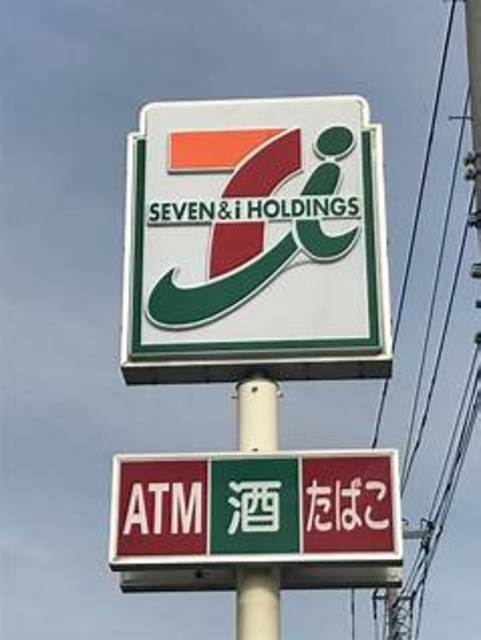 SEVEN&i HOLDINGS
ATM 酒 たばこ